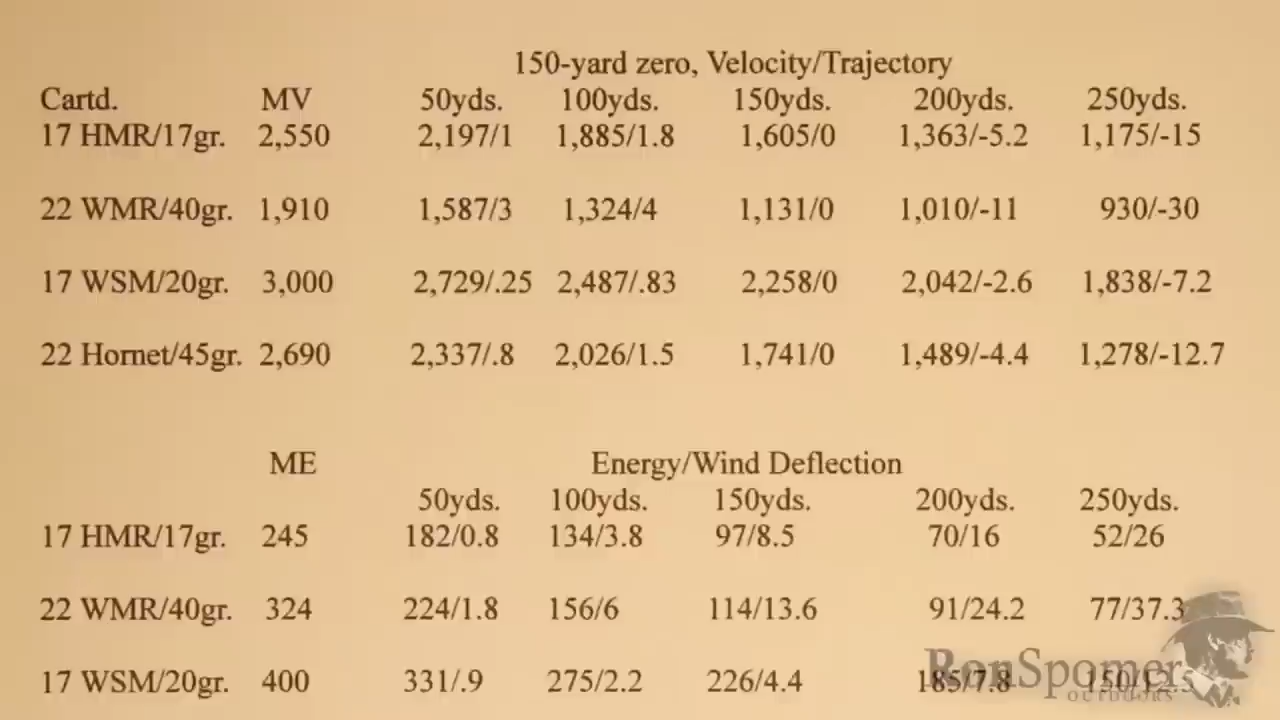 150-yard zero, Velocity/Trajectory
Cartd. MV 50yds. 100yds. 150yds. 200yds. 250yds.
17 HMR/17gr. 2,550 2,197/1 1,885/1.8 1,605/0 1,363/-5.2 1,175/-15
22 WMR/40gr. 1,910 1,587/3 1,324/4 1,131/0 1,010/-11 930/-30
17 WSM/20gr. 3,000 2,729/.25 2,487/.83 2,258/0 2,042/-2.6 1,838/-7.2
22 Hornet/45gr. 2,690 2,337/.8 2,026/1.5 1,741/0 1,489/-4.4 1,278/-12.7
ME Energy/Wind Deflection
50yds. 100yds. 150yds. 200yds. 250yds.
17 HMR/17gr. 245 182/0.8 134/3.8 97/8.5 70/16 52/26
22 WMR/40gr. 324 224/1.8 156/6 114/13.6 91/24.2 77/37.3
17 WSM/20gr. 400 331/.9 275/2.2 226/4.4 185/7.8
RonSpomer
OUTDOORS